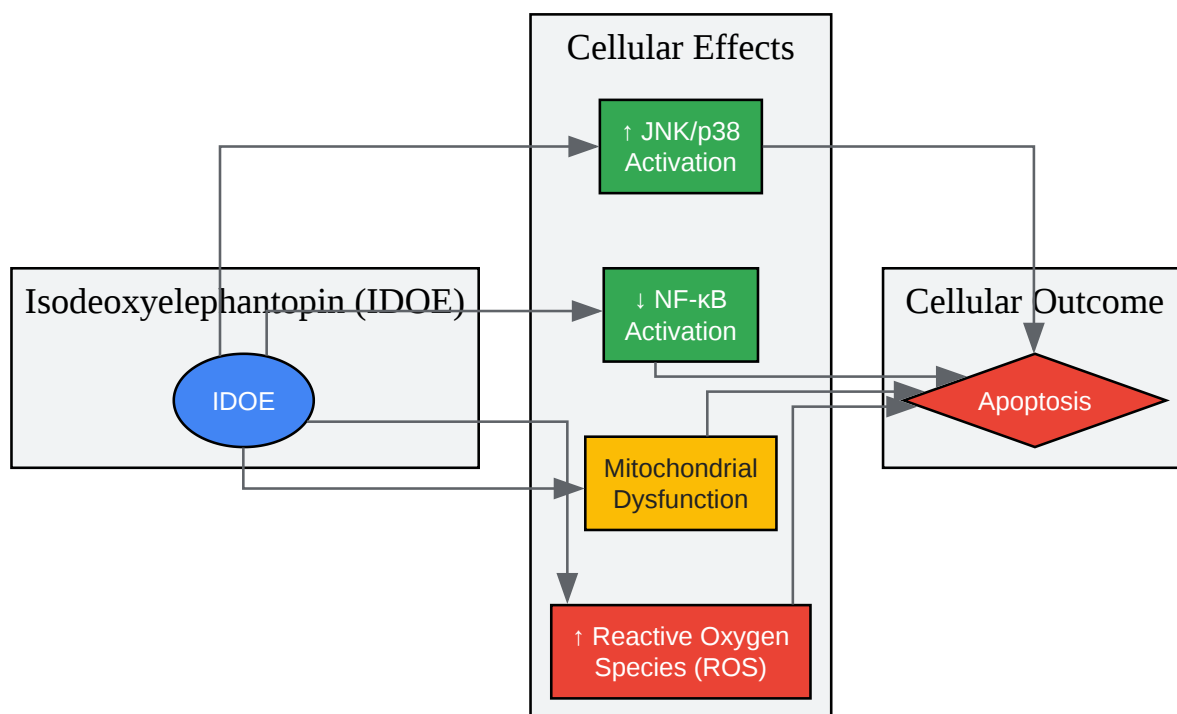 Cellular Effects
↑ JNK/p38
Activation
Isodeoxyelephantopin (IDOE)
↓ NF-κB
Activation
Cellular Outcome
IDOE
Apoptosis
Mitochondrial
Dysfunction
↑ Reactive Oxygen
Species (ROS)